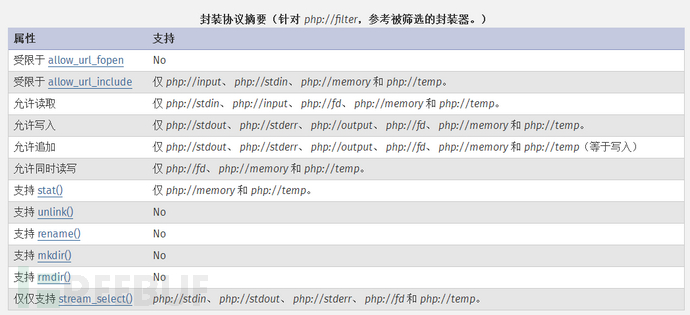 封装协议摘要（针对 php://filter，参考被筛选的封装器。）
属性 支持
受限于 allow_url_fopen No
受限于 allow_url_include 仅 php://input、 php://stdin、 php://memory 和 php://temp。
允许读取 仅 php://stdin、 php://input、 php://fd、 php://memory 和 php://temp。
允许写入 仅 php://stdout、 php://stderr、 php://output、 php://fd、 php://memory 和 php://temp。
允许追加 仅 php://stdout、 php://stderr、 php://output、 php://fd、 php://memory 和 php://temp（等于写入）
允许同时读写 仅 php://fd、 php://memory 和 php://temp。
支持 stat() 仅 php://memory 和 php://temp。
支持 unlink() No
支持 rename() No
支持 mkdir() No
支持 rmdir() No
REEBUF
仅仅支持 stream_select() php://stdin、 php://stdout、 php://stderr、 php://fd 和 php://temp。